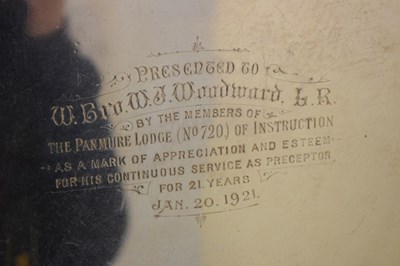 PRESENTED TO
W. Bro. W. J. Woodward, L. R.
BY THE MEMBERS OF
THE PANMURE LODGE (No 720) OF INSTRUCTION
AS A MARK OF APPRECIATION AND ESTEEM
FOR HIS CONTINUOUS SERVICE AS PRECEPTOR
FOR 21 YEARS
JAN. 20. 1921.